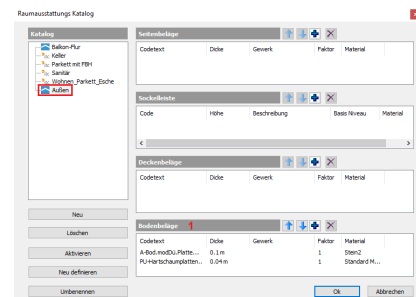 Raumausstattungs Katalog
Katalog
Balkon-Flur
Keller
Parkett mit FBH
Sanitär
Wohnen_Parkett_Esche
Außen
Neu
Löschen
Aktivieren
Neu definieren
Umbenennen
Seitenbeläge
Codetext Dicke Gewerk Faktor Material
Sockelleiste
Code Höhe Beschreibung Basis Niveau Material
Deckenbeläge
Codetext Dicke Gewerk Faktor Material
Bodenbeläge
Codetext Dicke Gewerk Faktor Material
A-Bod.modDü.Platte... 0.1 m 1 Stein2
PU-Hartschaumplatten... 0.04 m 1 Standard M...
Ok Abbrechen